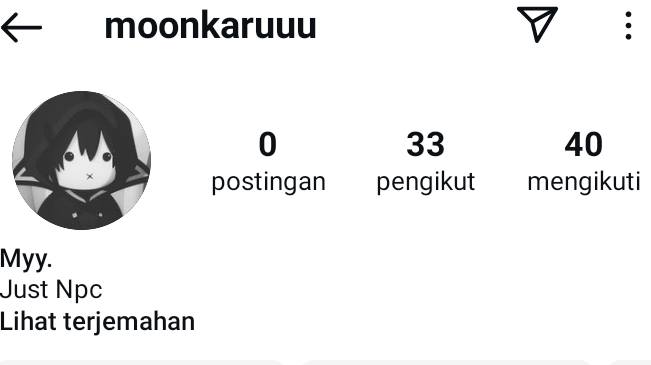 moonkaruuu
0 33 40
postingan pengikut mengikuti
Myy.
Just Npc
Lihat terjemahan